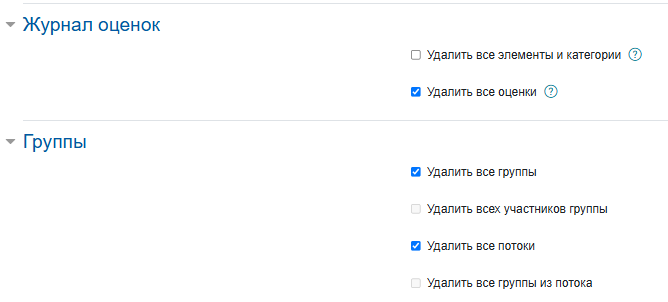 Журнал оценок
Удалить все элементы и категории ?
Удалить все оценки ?
Группы
Удалить все группы
Удалить всех участников группы
Удалить все потоки
Удалить все группы из потока